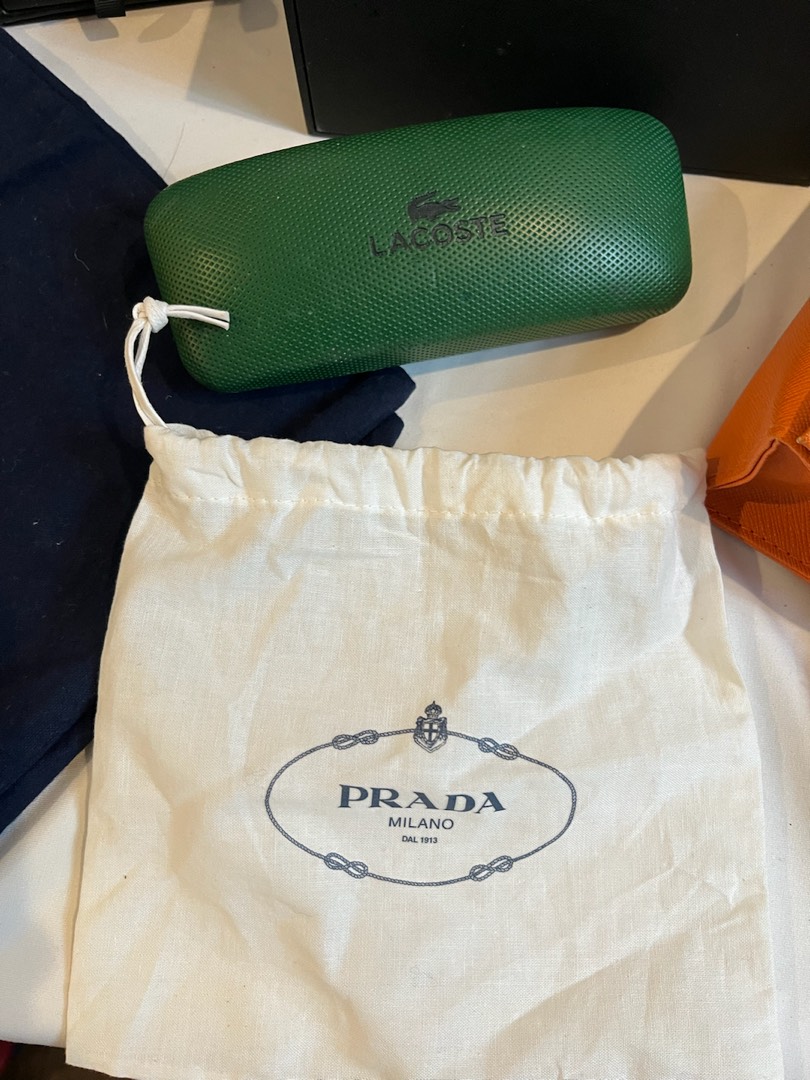 LACOSTE
PRADA
MILANO
DAL 1913